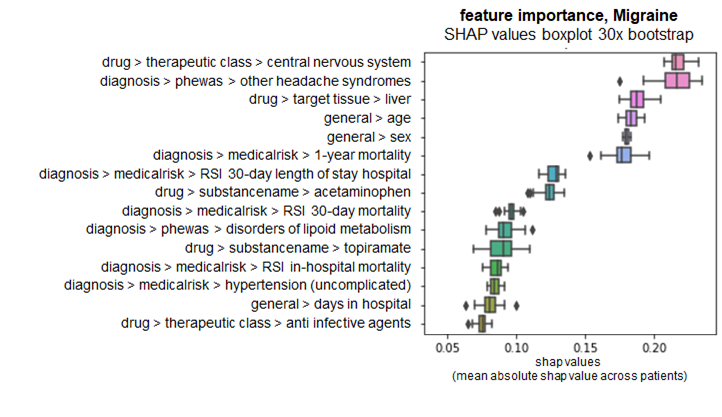 feature importance, Migraine
SHAP values boxplot 30x bootstrap
drug > therapeutic class > central nervous system
diagnosis > phewas > other headache syndromes
drug > target tissue > liver
general > age
general > sex
diagnosis > medicalrisk > 1-year mortality
diagnosis > medicalrisk > RSI 30-day length of stay hospital
drug > substancename > acetaminophen
diagnosis > medicalrisk > RSI 30-day mortality
diagnosis > phewas > disorders of lipoid metabolism
drug > substancename > topiramate
diagnosis > medicalrisk > RSI in-hospital mortality
diagnosis > medicalrisk > hypertension (uncomplicated)
general > days in hospital
drug > therapeutic class > anti infective agents
0.05 0.10 0.15 0.20
shap values
(mean absolute shap value across patients)